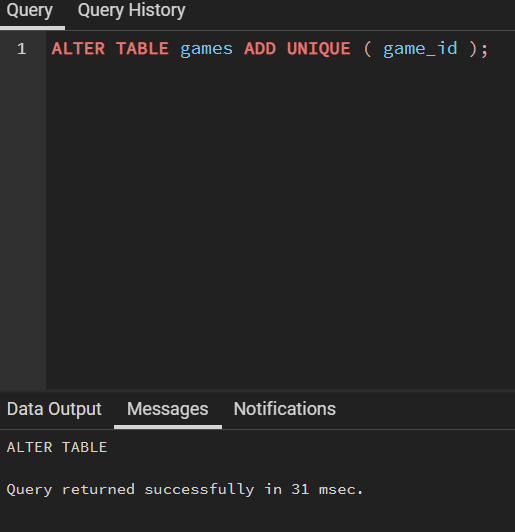 Query Query History
1 ALTER TABLE games ADD UNIQUE ( game_id );
Data Output Messages Notifications
ALTER TABLE
Query returned successfully in 31 msec.